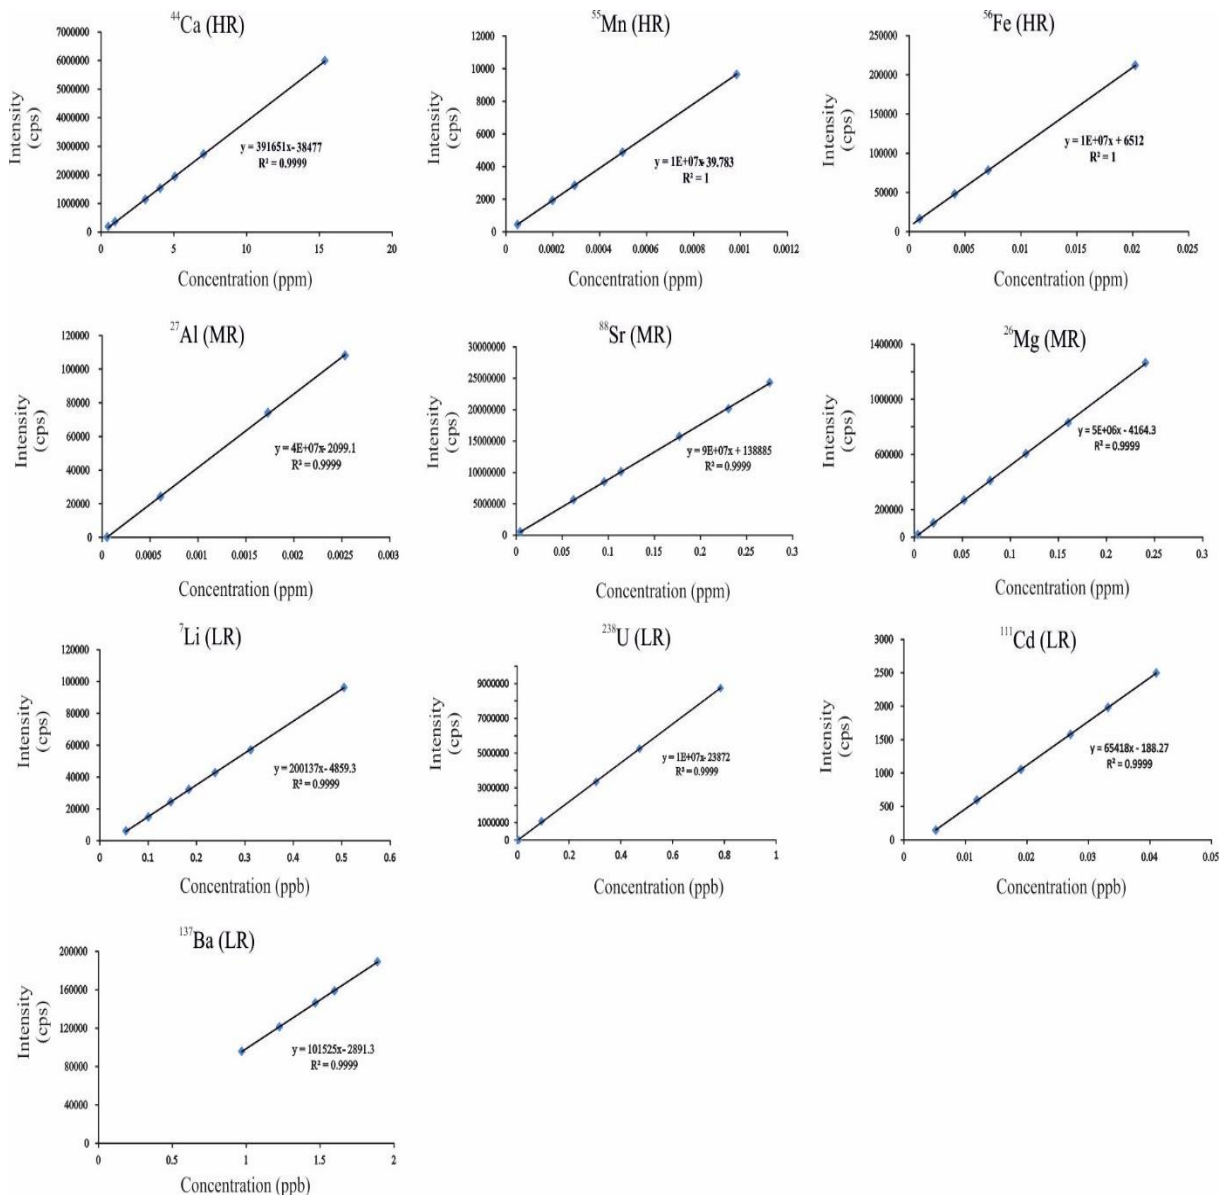 ⁴⁴Ca (HR)
7000000
6000000
5000000
4000000
3000000
2000000
1000000
0
Intensity
(cps)
y = 391651x- 38477
R² = 0.9999
0 5 10 15 20
Concentration (ppm)
⁵⁵Mn (HR)
12000
10000
8000
6000
4000
2000
0
Intensity
(cps)
y = 1E+07x- 39.783
R² = 1
0.0002 0.0004 0.0006 0.0008 0.001 0.0012
Concentration (ppm)
⁵⁶Fe (HR)
250000
200000
150000
100000
50000
0
Intensity
(cps)
y = 1E+07x + 6512
R² = 1
0.005 0.01 0.015 0.02 0.025
Concentration (ppm)
²⁷Al (MR)
120000
100000
80000
60000
40000
20000
0
Intensity
(cps)
y = 4E+07x- 2099.1
R² = 0.9999
0 0.0005 0.001 0.0015 0.002 0.0025 0.003
Concentration (ppm)
⁸⁸Sr (MR)
30000000
25000000
20000000
15000000
10000000
5000000
0
Intensity
(cps)
y = 9E+07x + 138885
R² = 0.9999
0 0.05 0.1 0.15 0.2 0.25 0.3
Concentration (ppm)
²⁶Mg (MR)
1400000
1000000
600000
400000
200000
0
Intensity
(cps)
y = 5E+06x - 4164.3
R² = 0.9999
0 0.05 0.1 0.15 0.2 0.25 0.3
Concentration (ppm)
⁷Li (LR)
120000
100000
80000
60000
40000
20000
0
Intensity
(cps)
y = 200137x- 4859.3
R² = 0.9999
0 0.1 0.2 0.3 0.4 0.5 0.6
Concentration (ppb)
²³⁸U (LR)
9000000
8000000
7000000
6000000
5000000
4000000
3000000
1000000
0
Intensity
(cps)
y = 1E+07x- 23872
R² = 0.9999
0 0.2 0.4 0.6 0.8 1
Concentration (ppb)
¹¹¹Cd (LR)
3000
2500
2000
1500
1000
500
0
Intensity
(cps)
y = 65418x - 188.27
R² = 0.9999
0 0.01 0.02 0.03 0.04 0.05
Concentration (ppb)
¹³⁷Ba (LR)
200000
160000
120000
80000
40000
0
Intensity
(cps)
y = 101525x- 2891.3
R² = 0.9999
0 0.5 1 1.5 2
Concentration (ppb)